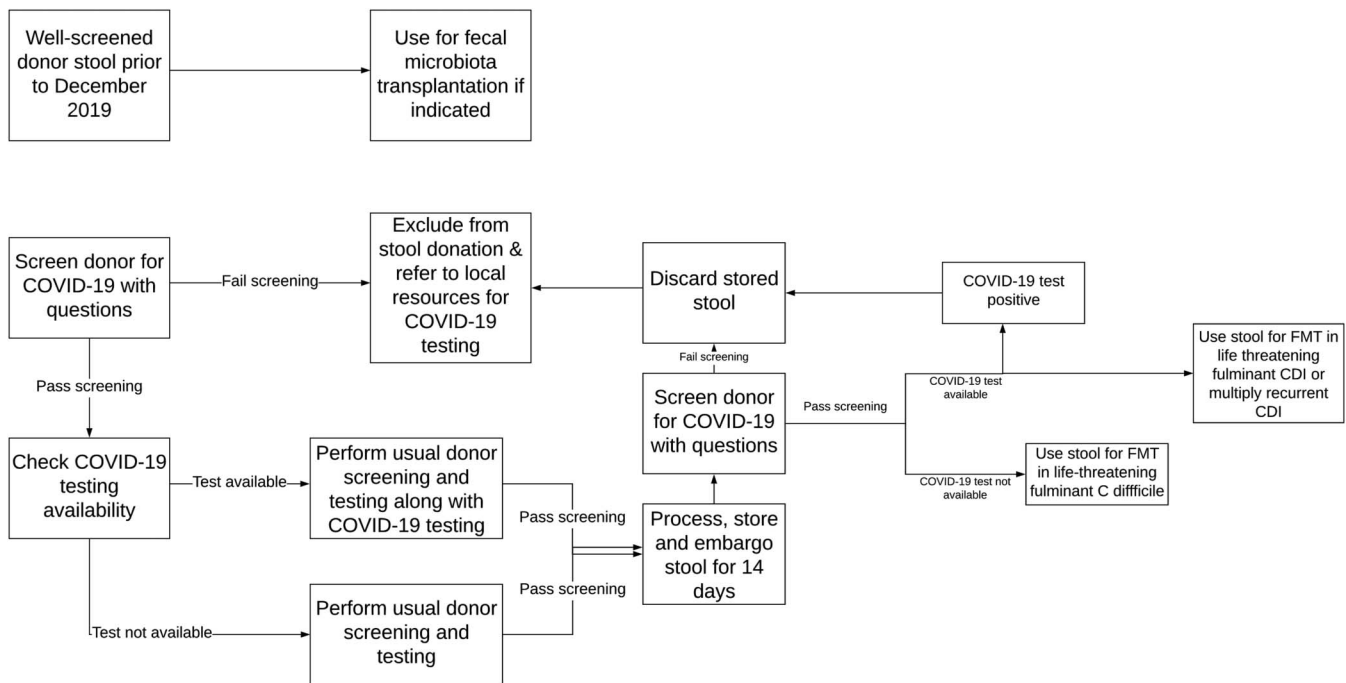 Well-screened
donor stool prior
to December
2019
Use for fecal
microbiota
transplantation if
indicated
Screen donor for
COVID-19 with
questions
Fail screening
Exclude from
stool donation &
refer to local
resources for
COVID-19
testing
Discard stored
stool
COVID-19 test
positive
Use stool for FMT in
life threatening
fulminant CDI or
multiply recurrent
CDI
Fail screening
Pass screening
Screen donor
for COVID-19
with questions
Pass screening
COVID-19 test
available
COVID-19 test not
available
Use stool for FMT
in life-threatening
fulminant C diffficile
Check COVID-19
testing
availability
Test available
Perform usual donor
screening and
testing along with
COVID-19 testing
Pass screening
Process, store
and embargo
stool for 14
days
Pass screening
Test not available
Perform usual donor
screening and
testing